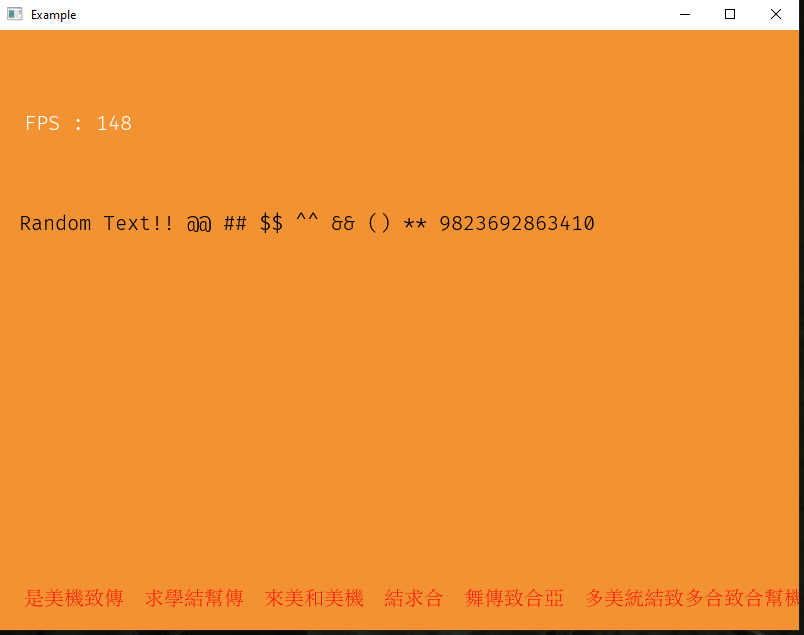 Example
FPS : 148
Random Text!! @@ ## $$ ^^ && () ** 9823692863410
是美機致傳　求學結幫傳　來美和美機　結求合　舞傳致合亞　多美統結致多合致合幫機